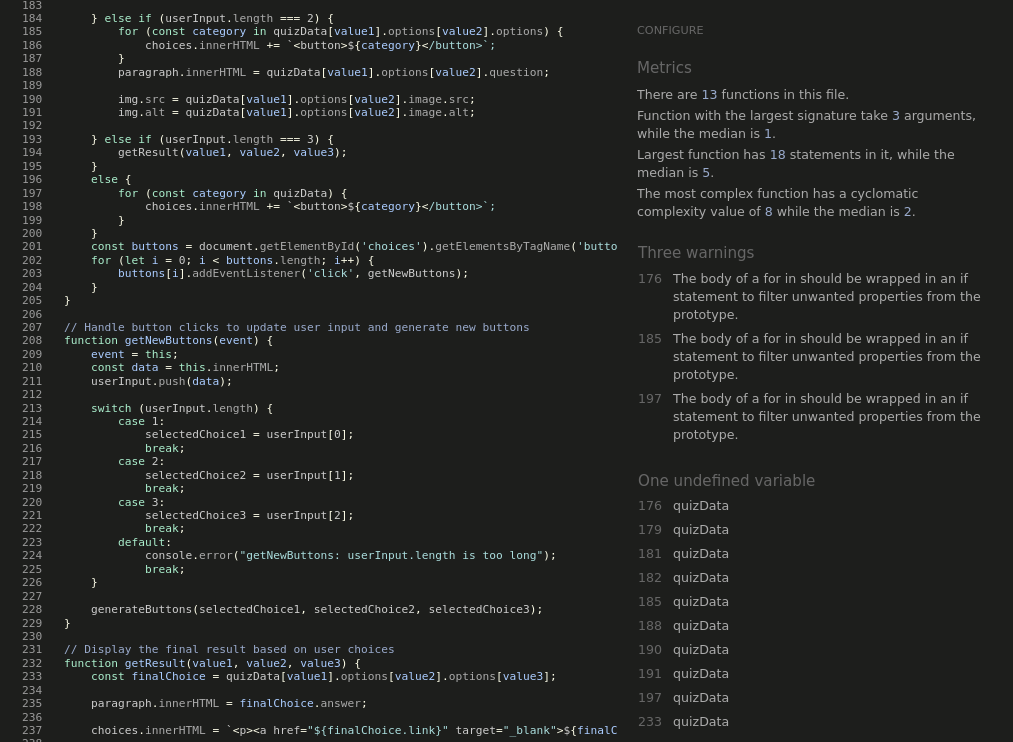 183
184 } else if (userInput.length === 2) {
185 for (const category in quizData[value1].options[value2].options) {
186 choices.innerHTML += `<button>${category}</button>`;
187 }
188 paragraph.innerHTML = quizData[value1].options[value2].question;
189
190 img.src = quizData[value1].options[value2].image.src;
191 img.alt = quizData[value1].options[value2].image.alt;
192
193 } else if (userInput.length === 3) {
194 getResult(value1, value2, value3);
195 }
196 else {
197 for (const category in quizData) {
198 choices.innerHTML += `<button>${category}</button>`;
199 }
200 }
201 const buttons = document.getElementById('choices').getElementsByTagName('butto
202 for (let i = 0; i < buttons.length; i++) {
203 buttons[i].addEventListener('click', getNewButtons);
204 }
205 }
206
207 // Handle button clicks to update user input and generate new buttons
208 function getNewButtons(event) {
209 event = this;
210 const data = this.innerHTML;
211 userInput.push(data);
212
213 switch (userInput.length) {
214 case 1:
215 selectedChoice1 = userInput[0];
216 break;
217 case 2:
218 selectedChoice2 = userInput[1];
219 break;
220 case 3:
221 selectedChoice3 = userInput[2];
222 break;
223 default:
224 console.error("getNewButtons: userInput.length is too long");
225 break;
226 }
227
228 generateButtons(selectedChoice1, selectedChoice2, selectedChoice3);
229 }
230
231 // Display the final result based on user choices
232 function getResult(value1, value2, value3) {
233 const finalChoice = quizData[value1].options[value2].options[value3];
234
235 paragraph.innerHTML = finalChoice.answer;
236
237 choices.innerHTML = `<p><a href="${finalChoice.link}" target="_blank">${finalC
CONFIGURE
Metrics
There are 13 functions in this file.
Function with the largest signature take 3 arguments,
while the median is 1.
Largest function has 18 statements in it, while the
median is 5.
The most complex function has a cyclomatic
complexity value of 8 while the median is 2.
Three warnings
176 The body of a for in should be wrapped in an if
statement to filter unwanted properties from the
prototype.
185 The body of a for in should be wrapped in an if
statement to filter unwanted properties from the
prototype.
197 The body of a for in should be wrapped in an if
statement to filter unwanted properties from the
prototype.
One undefined variable
176 quizData
179 quizData
181 quizData
182 quizData
185 quizData
188 quizData
190 quizData
191 quizData
197 quizData
233 quizData